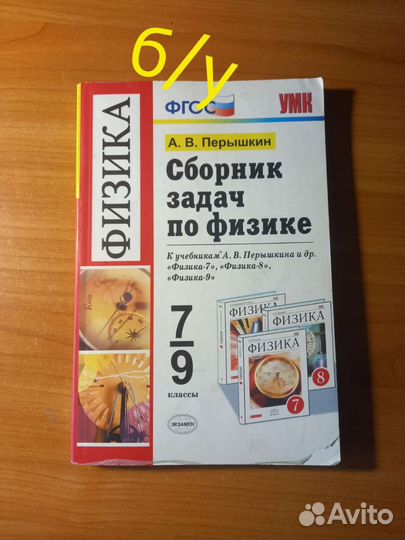 б/у
ФГОС
УМК
А. В. Перышкин
Сборник
задач
по физике
К учебникам А. В. Перышкина и др.
«Физика-7», «Физика-8»,
«Физика-9»
ФИЗИКА
7-9
классы
ЭКЗАМЕН
ФИЗИКА
ФИЗИКА
8
ФИЗИКА
7
Avito